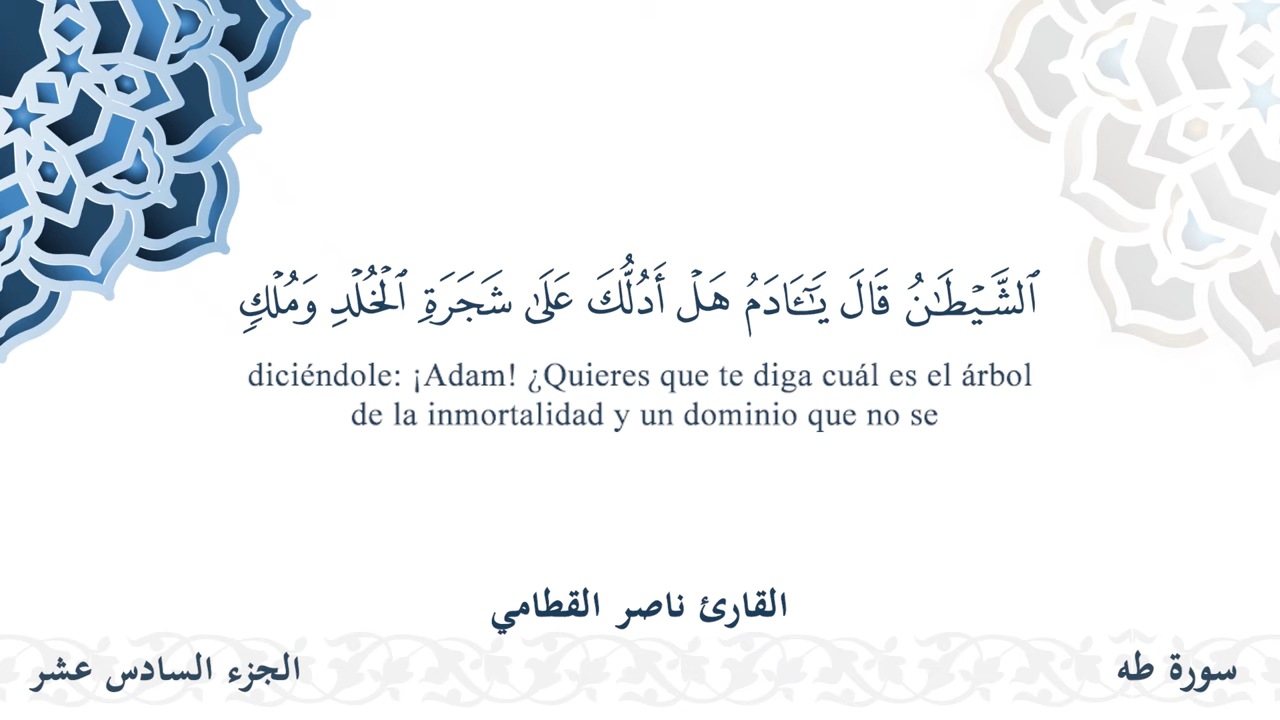 ٱلشَّيۡطَٰنُ قَالَ يَٰٓـَٔادَمُ هَلۡ أَدُلُّكَ عَلَىٰ شَجَرَةِ ٱلۡخُلۡدِ وَمُلۡكٖ
diciéndole: ¡Adam! ¿Quieres que te diga cuál es el árbol
de la inmortalidad y un dominio que no se
القارئ ناصر القطامي
سورة طه
الجزء السادس عشر